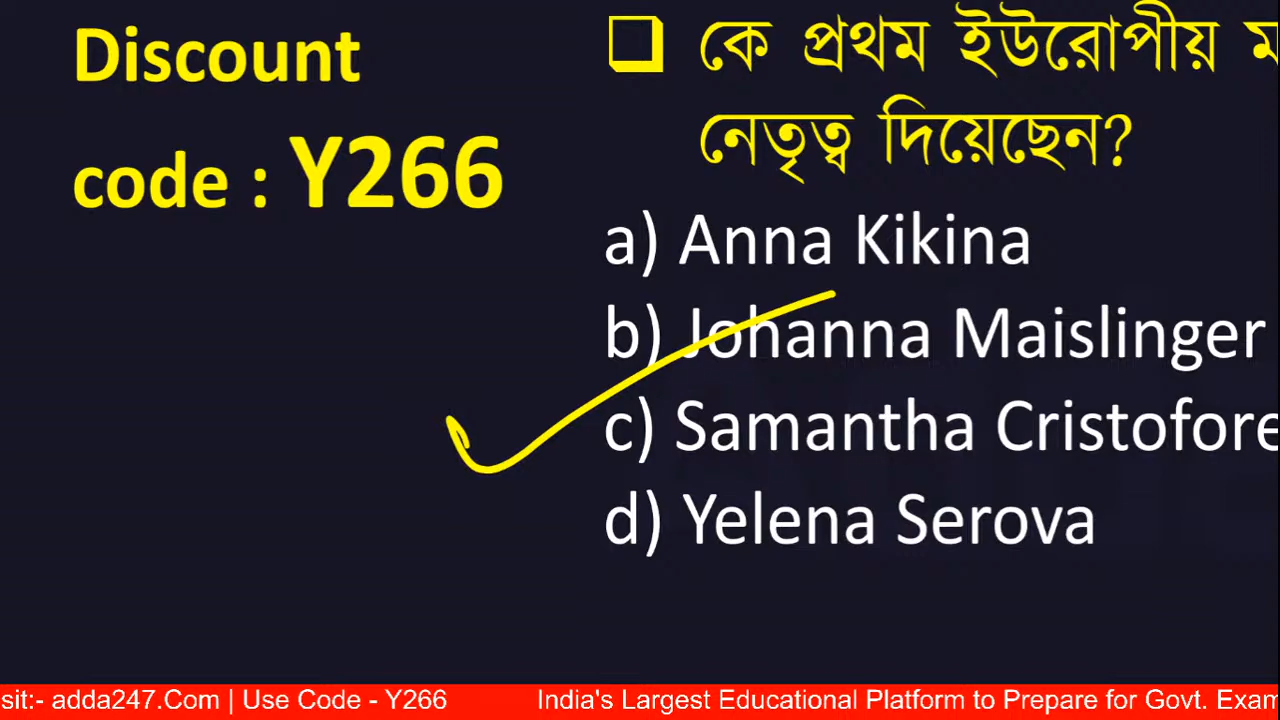 Discount
code : Y266
❑ কে প্রথম ইউরোপীয়
নেতৃত্ব দিয়েছেন?
a) Anna Kikina
b) Johanna Maislinger
c) Samantha Cristofore
d) Yelena Serova
sit:- adda247.Com | Use Code - Y266 India's Largest Educational Platform to Prepare for Govt. Exam